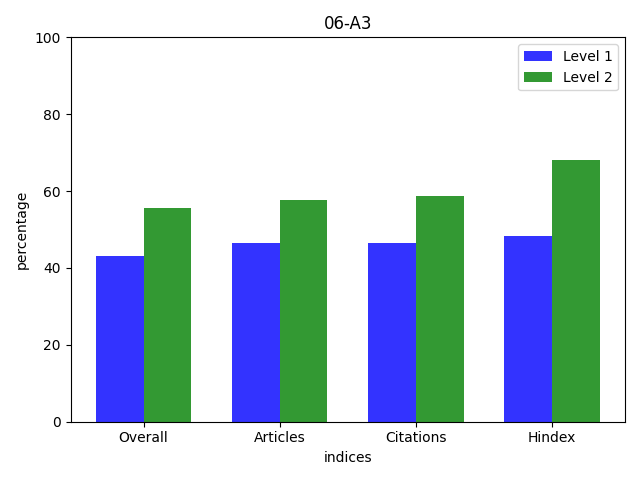 06-A3
100
80
60
40
20
0
percentage
Level 1
Level 2
Overall Articles Citations Hindex
indices